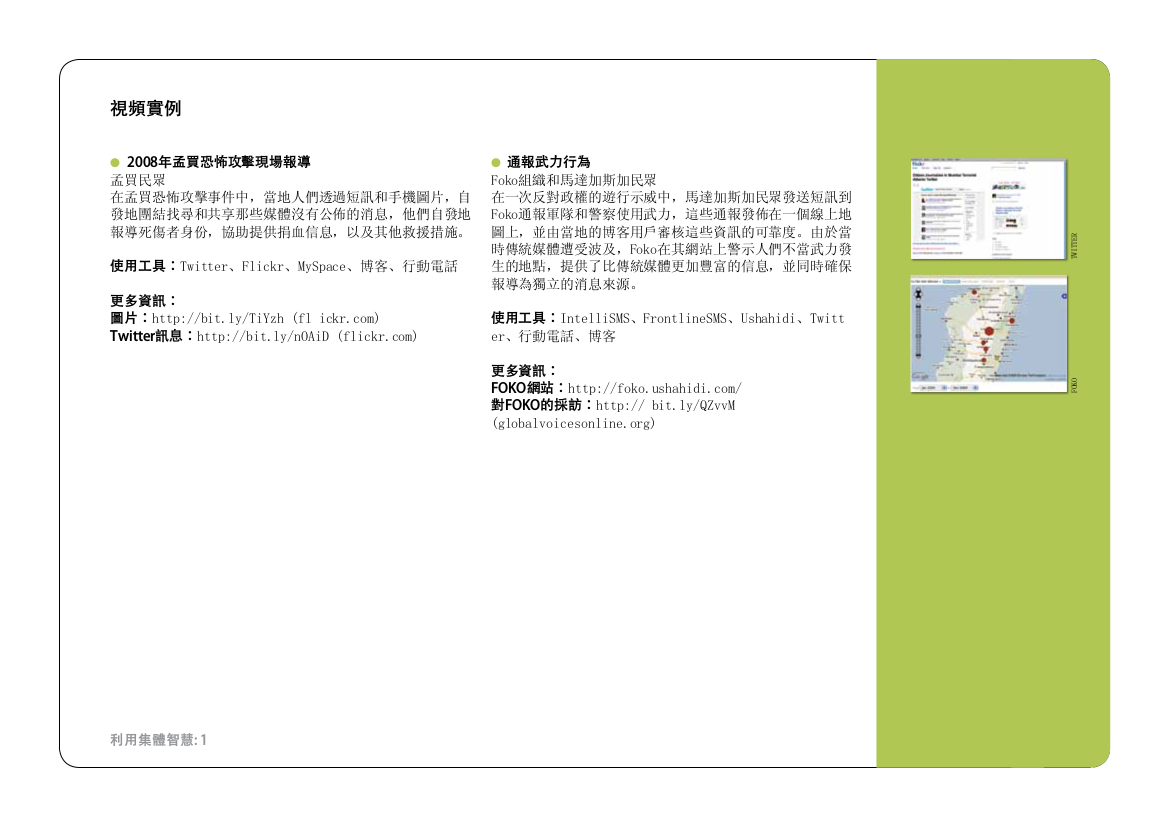 視頻實例
2008年孟買恐怖攻擊現場報導
孟買民眾
在孟買恐怖攻擊事件中，當地人們透過短訊和手機圖片，自
發地團結找尋和共享那些媒體沒有公佈的消息，他們自發地
報導死傷者身份，協助提供捐血信息，以及其他救援措施。
使用工具：Twitter、Flickr、MySpace、博客、行動電話
更多資訊：
圖片：http://bit.ly/TiYzh (fl ickr.com)
Twitter訊息：http://bit.ly/nOAiD (flickr.com)
通報武力行為
Foko組織和馬達加斯加民眾
在一次反對政權的遊行示威中，馬達加斯加民眾發送短訊到
Foko通報軍隊和警察使用武力，這些通報發佈在一個線上地
圖上，並由當地的博客用戶審核這些資訊的可靠度。由於當
時傳統媒體遭受波及，Foko在其網站上警示人們不當武力發
生的地點，提供了比傳統媒體更加豐富的信息，並同時確保
報導為獨立的消息來源。
使用工具：IntelliSMS、FrontlineSMS、Ushahidi、Twitt
er、行動電話、博客
更多資訊：
FOKO網站：http://foko.ushahidi.com/
對FOKO的採訪：http:// bit.ly/QZvvM
(globalvoicesonline.org)
TWITTER
FOKO
利用集體智慧: 1